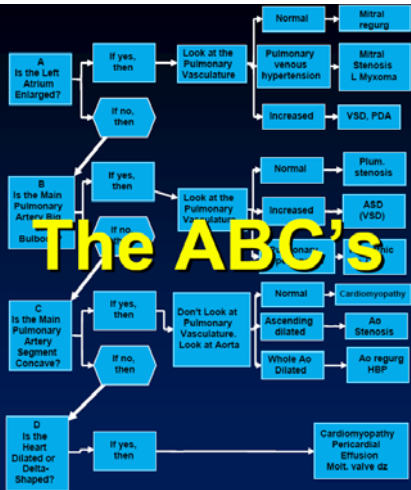 A
Is the Left
Atrium
Enlarged?
If yes,
then
Look at the
Pulmonary
Vasculature
Normal
Mitral
regurg
Pulmonary
venous
hypertension
Mitral
Stenosis
L Myxoma
Increased
VSD, PDA
If no,
then
B
Is the Main
Pulmonary
Artery Big
If yes,
then
Look at the
Pulmonary
Vasculature
Normal
Plum.
stenosis
Increased
ASD
(VSD)
If no,
The ABC's
C
Is the Main
Pulmonary
Artery
Segment
Concave?
If yes,
then
Don't Look at
Pulmonary
Vasculature.
Look at Aorta
Normal
Cardiomyopathy
Ascending
dilated
Ao
Stenosis
Whole Ao
Dilated
Ao regurg
HBP
If no,
then
D
Is the
Heart
Dilated or
Delta-
Shaped?
If yes,
then
Cardiomyopathy
Pericardial
Effusion
Molt. valve dz